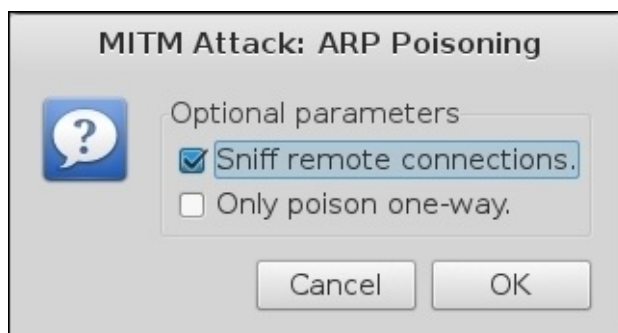 MITM Attack: ARP Poisoning
Optional parameters
Sniff remote connections.
Only poison one-way.
Cancel
OK